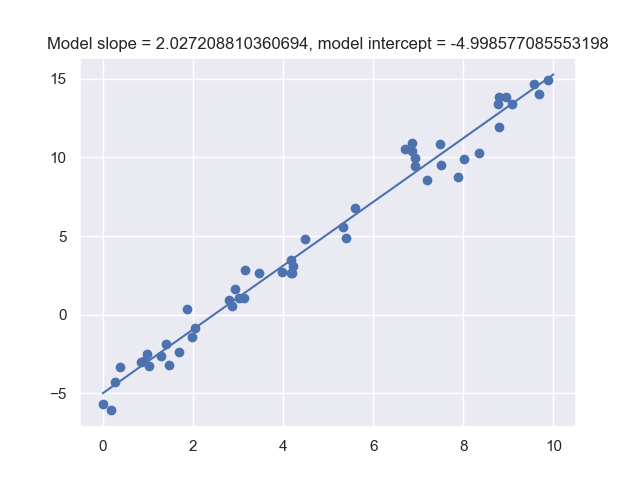 Model slope = 2.027208810360694, model intercept = -4.998577085553198
15
10
5
0
−5
0 2 4 6 8 10